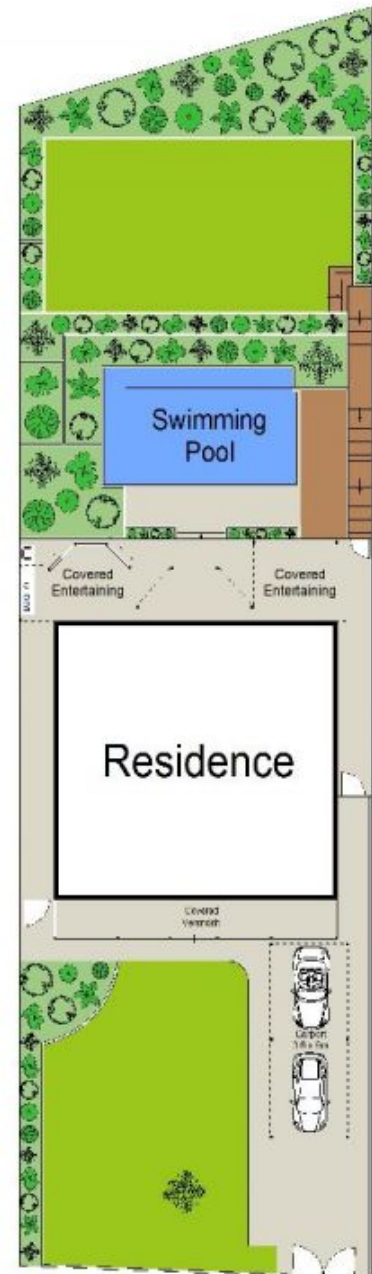 Swimming
Pool
Covered
Entertaining
Covered
Entertaining
Residence
Covered
Verandah
Carport